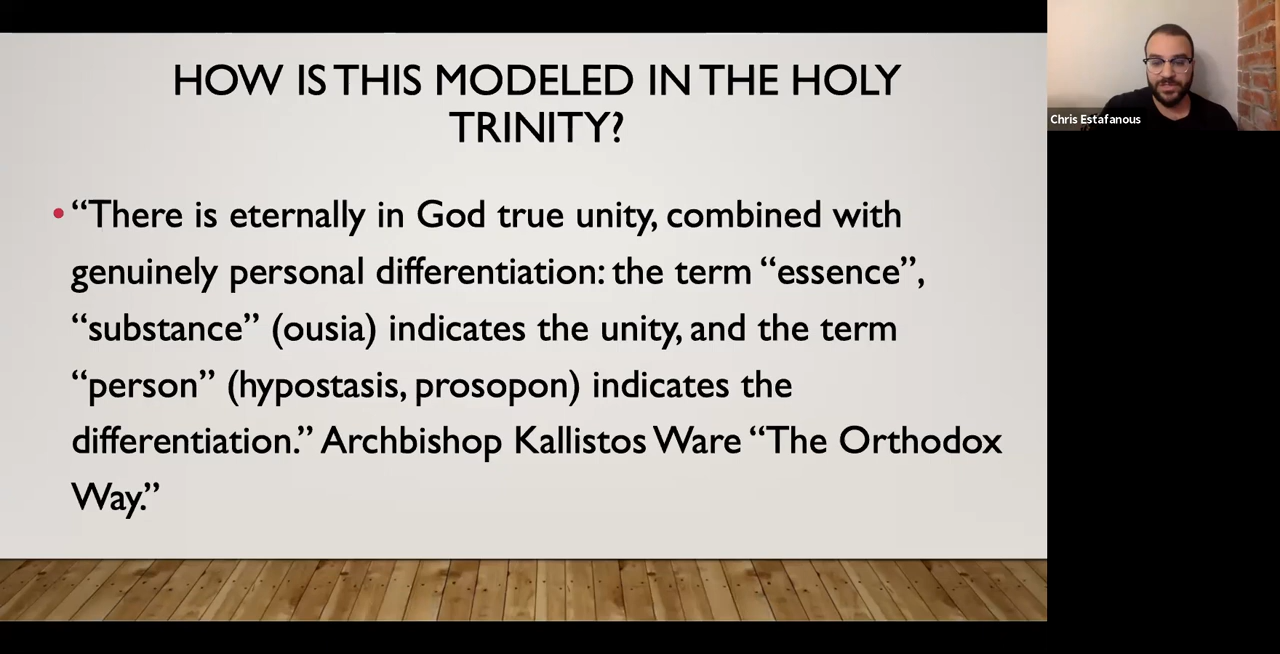 HOW IS THIS MODELED IN THE HOLY
TRINITY?
• “There is eternally in God true unity, combined with
genuinely personal differentiation: the term “essence”,
“substance” (ousia) indicates the unity, and the term
“person” (hypostasis, prosopon) indicates the
differentiation.” Archbishop Kallistos Ware “The Orthodox
Way.”
Chris Estafanous